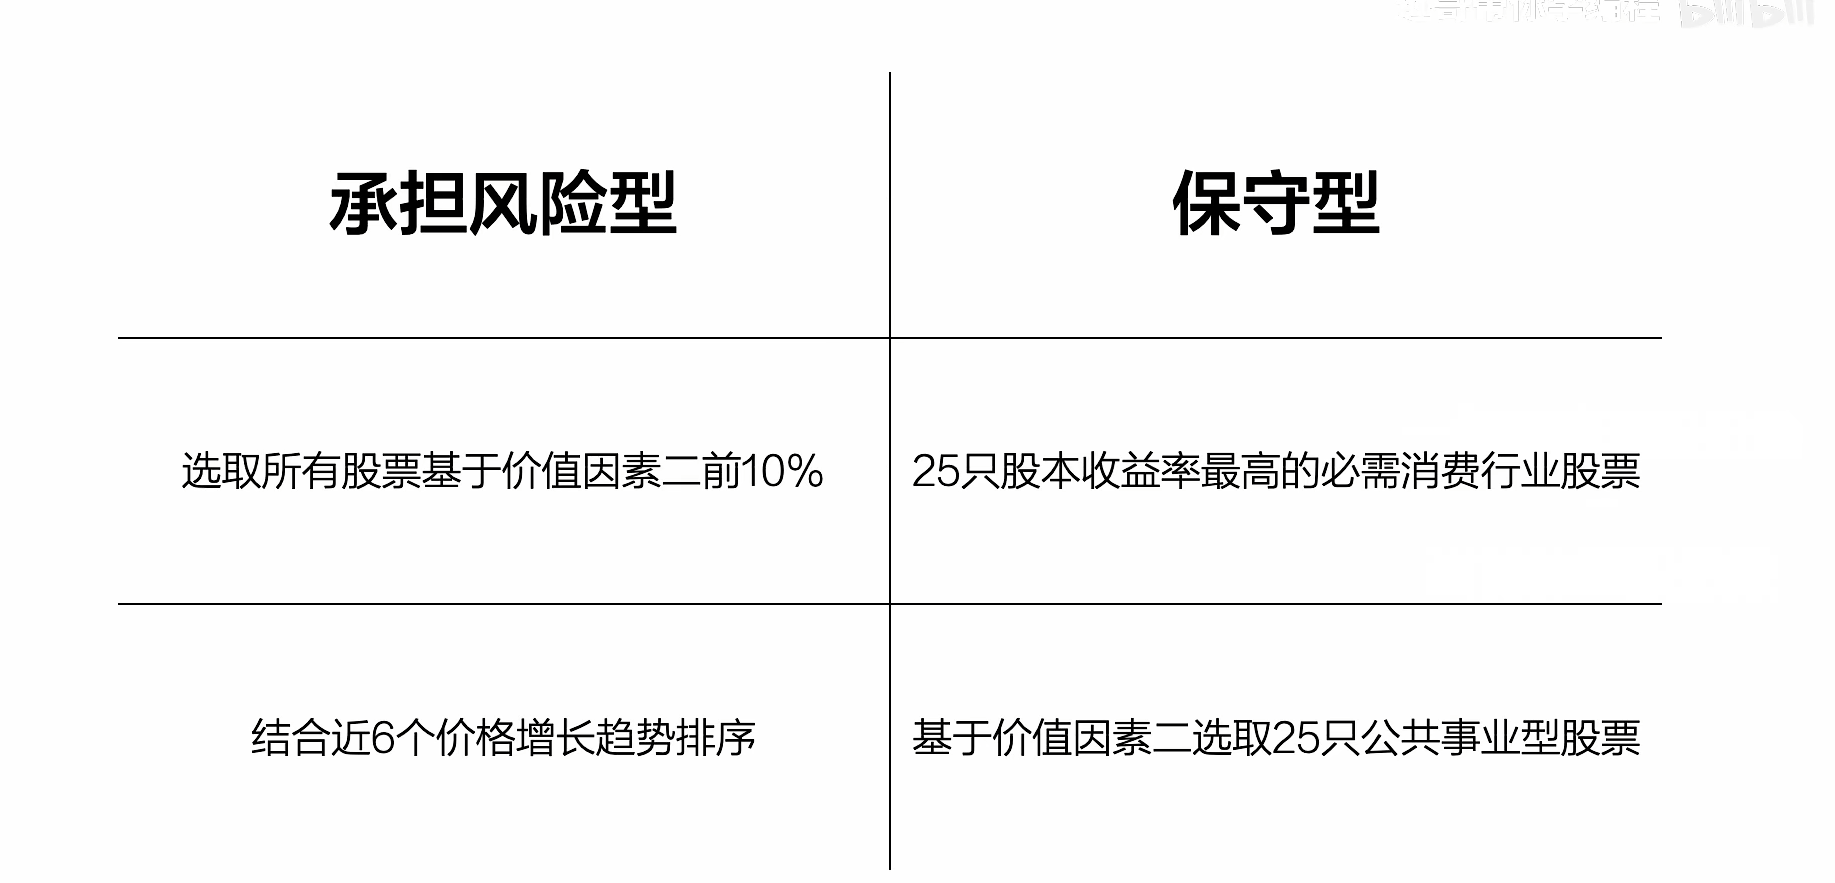 bilibili
承担风险型
保守型
选取所有股票基于价值因素二前10%
25只股本收益率最高的必需消费行业股票
结合近6个价格增长趋势排序
基于价值因素二选取25只公共事业型股票